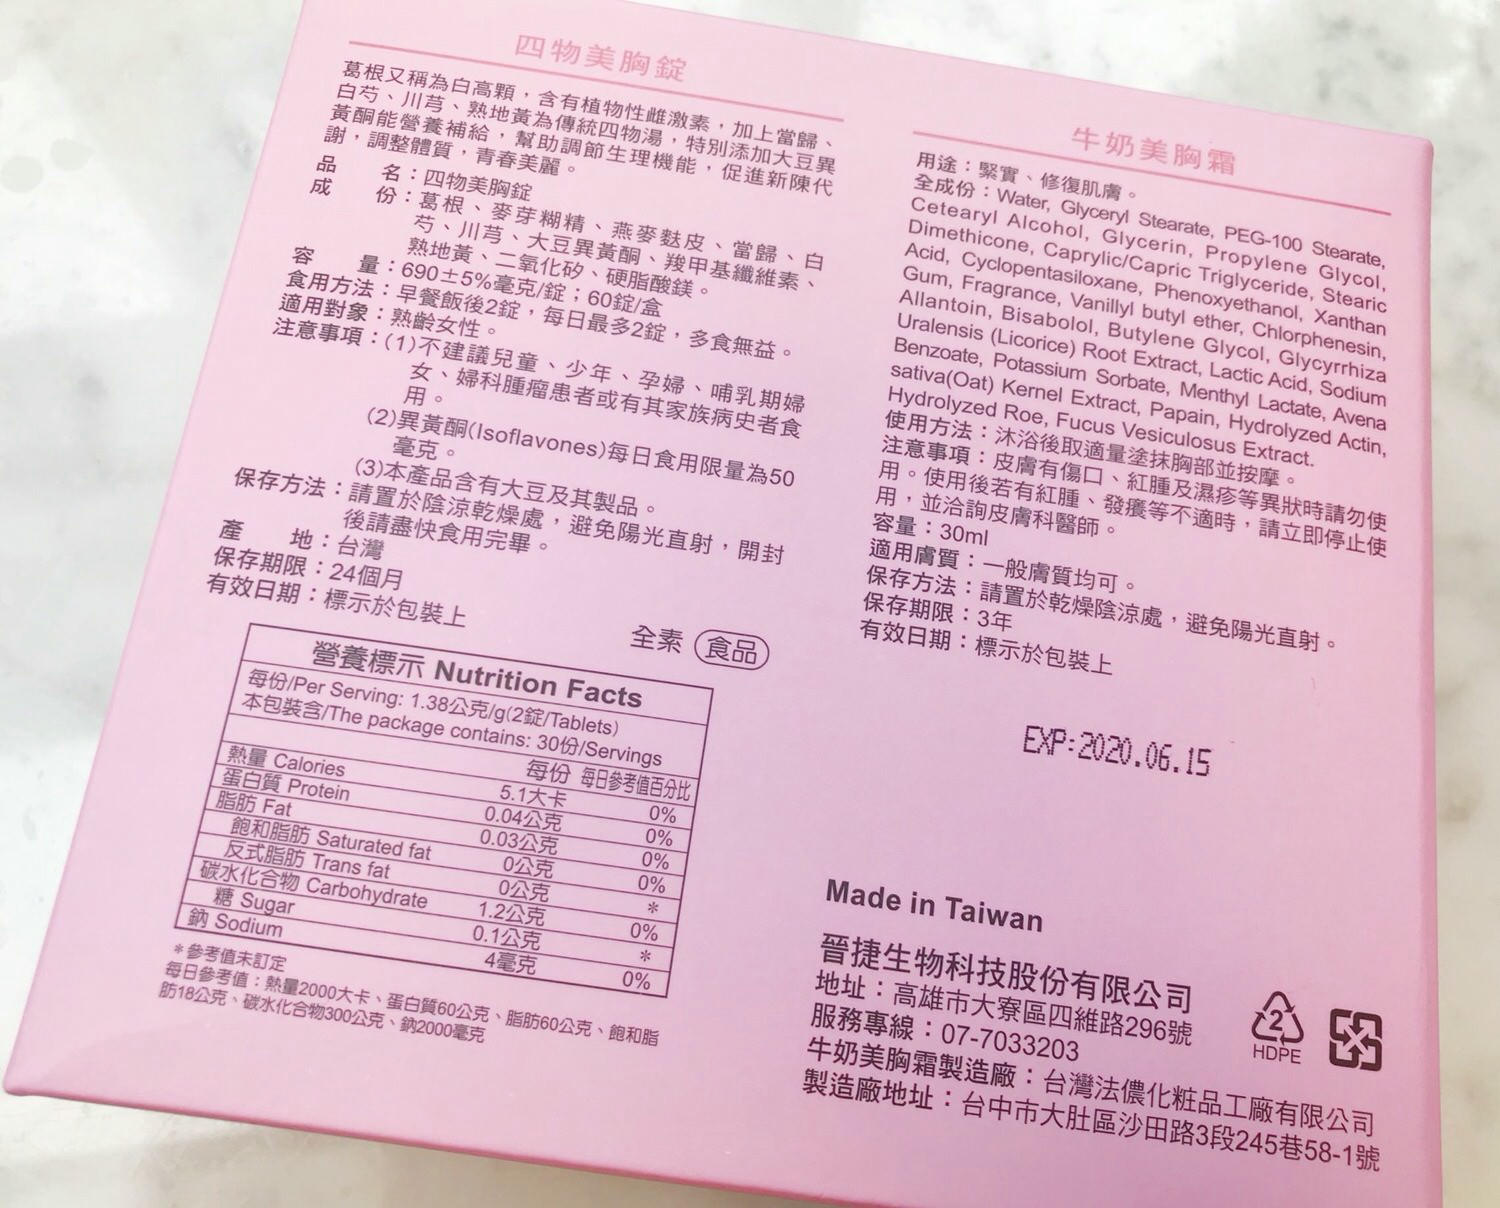 四物美胸錠
葛根又稱為白高顆，含有植物性雌激素，加上當歸、
白芍、川芎、熟地黃為傳統四物湯，特別添加大豆異
黃酮能營養補給，幫助調節生理機能，促進新陳代
謝，調整體質，青春美麗。
品　　名：四物美胸錠
成　　份：葛根、麥芽糊精、燕麥麩皮、當歸、白
芍、川芎、大豆異黃酮、羧甲基纖維素、
熟地黃、二氧化矽、硬脂酸鎂。
容　　量：690±5%毫克/錠；60錠/盒
食用方法：早餐飯後2錠，每日最多2錠，多食無益。
適用對象：熟齡女性。
注意事項：(1)不建議兒童、少年、孕婦、哺乳期婦
女、婦科腫瘤患者或有其家族病史者食
用。
(2)異黃酮(Isoflavones)每日食用限量為50
毫克。
(3)本產品含有大豆及其製品。
保存方法：請置於陰涼乾燥處，避免陽光直射，開封
後請盡快食用完畢。
產　　地：台灣
保存期限：24個月
有效日期：標示於包裝上
全素 食品
營養標示 Nutrition Facts
每份/Per Serving: 1.38公克/g(2錠/Tablets)
本包裝含/The package contains: 30份/Servings
每份 每日參考值百分比
熱量 Calories 5.1大卡 0%
蛋白質 Protein 0.04公克 0%
脂肪 Fat 0.03公克 0%
飽和脂肪 Saturated fat 0公克 0%
反式脂肪 Trans fat 0公克 *
碳水化合物 Carbohydrate 1.2公克 0%
糖 Sugar 0.1公克 *
鈉 Sodium 4毫克 0%
*參考值未訂定
每日參考值：熱量2000大卡、蛋白質60公克、脂肪60公克、飽和脂
肪18公克、碳水化合物300公克、鈉2000毫克
牛奶美胸霜
用途：緊實、修復肌膚。
全成份：Water, Glyceryl Stearate, PEG-100 Stearate,
Cetearyl Alcohol, Glycerin, Propylene Glycol,
Dimethicone, Caprylic/Capric Triglyceride, Stearic
Acid, Cyclopentasiloxane, Phenoxyethanol, Xanthan
Gum, Fragrance, Vanillyl butyl ether, Chlorphenesin,
Allantoin, Bisabolol, Butylene Glycol, Glycyrrhiza
Uralensis (Licorice) Root Extract, Lactic Acid, Sodium
Benzoate, Potassium Sorbate, Menthyl Lactate, Avena
sativa(Oat) Kernel Extract, Papain, Hydrolyzed Actin,
Hydrolyzed Roe, Fucus Vesiculosus Extract.
使用方法：沐浴後取適量塗抹胸部並按摩。
注意事項：皮膚有傷口、紅腫及濕疹等異狀時請勿使
用。使用後若有紅腫、發癢等不適時，請立即停止使
用，並洽詢皮膚科醫師。
容量：30ml
適用膚質：一般膚質均可。
保存方法：請置於乾燥陰涼處，避免陽光直射。
保存期限：3年
有效日期：標示於包裝上
EXP:2020.06.15
Made in Taiwan
晉捷生物科技股份有限公司
地址：高雄市大寮區四維路296號
服務專線：07-7033203
牛奶美胸霜製造廠：台灣法儂化粧品工廠有限公司
製造廠地址：台中市大肚區沙田路3段245巷58-1號
2
HDPE